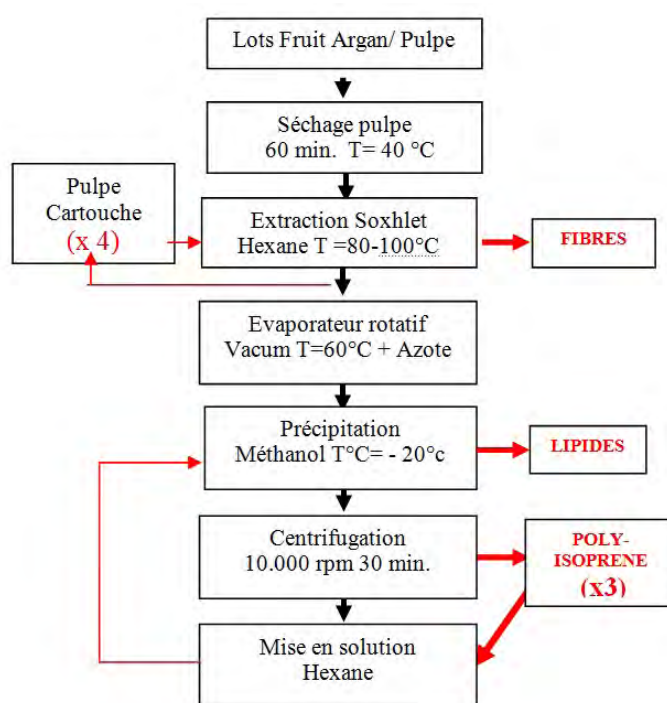 Lots Fruit Argan/ Pulpe
Séchage pulpe
60 min. T= 40 °C
Pulpe
Cartouche
(x 4)
Extraction Soxhlet
Hexane T =80-100°C
FIBRES
Evaporateur rotatif
Vacum T=60°C + Azote
Précipitation
Méthanol T°C= - 20°c
LIPIDES
Centrifugation
10.000 rpm 30 min.
POLY-
ISOPRENE
(x3)
Mise en solution
Hexane